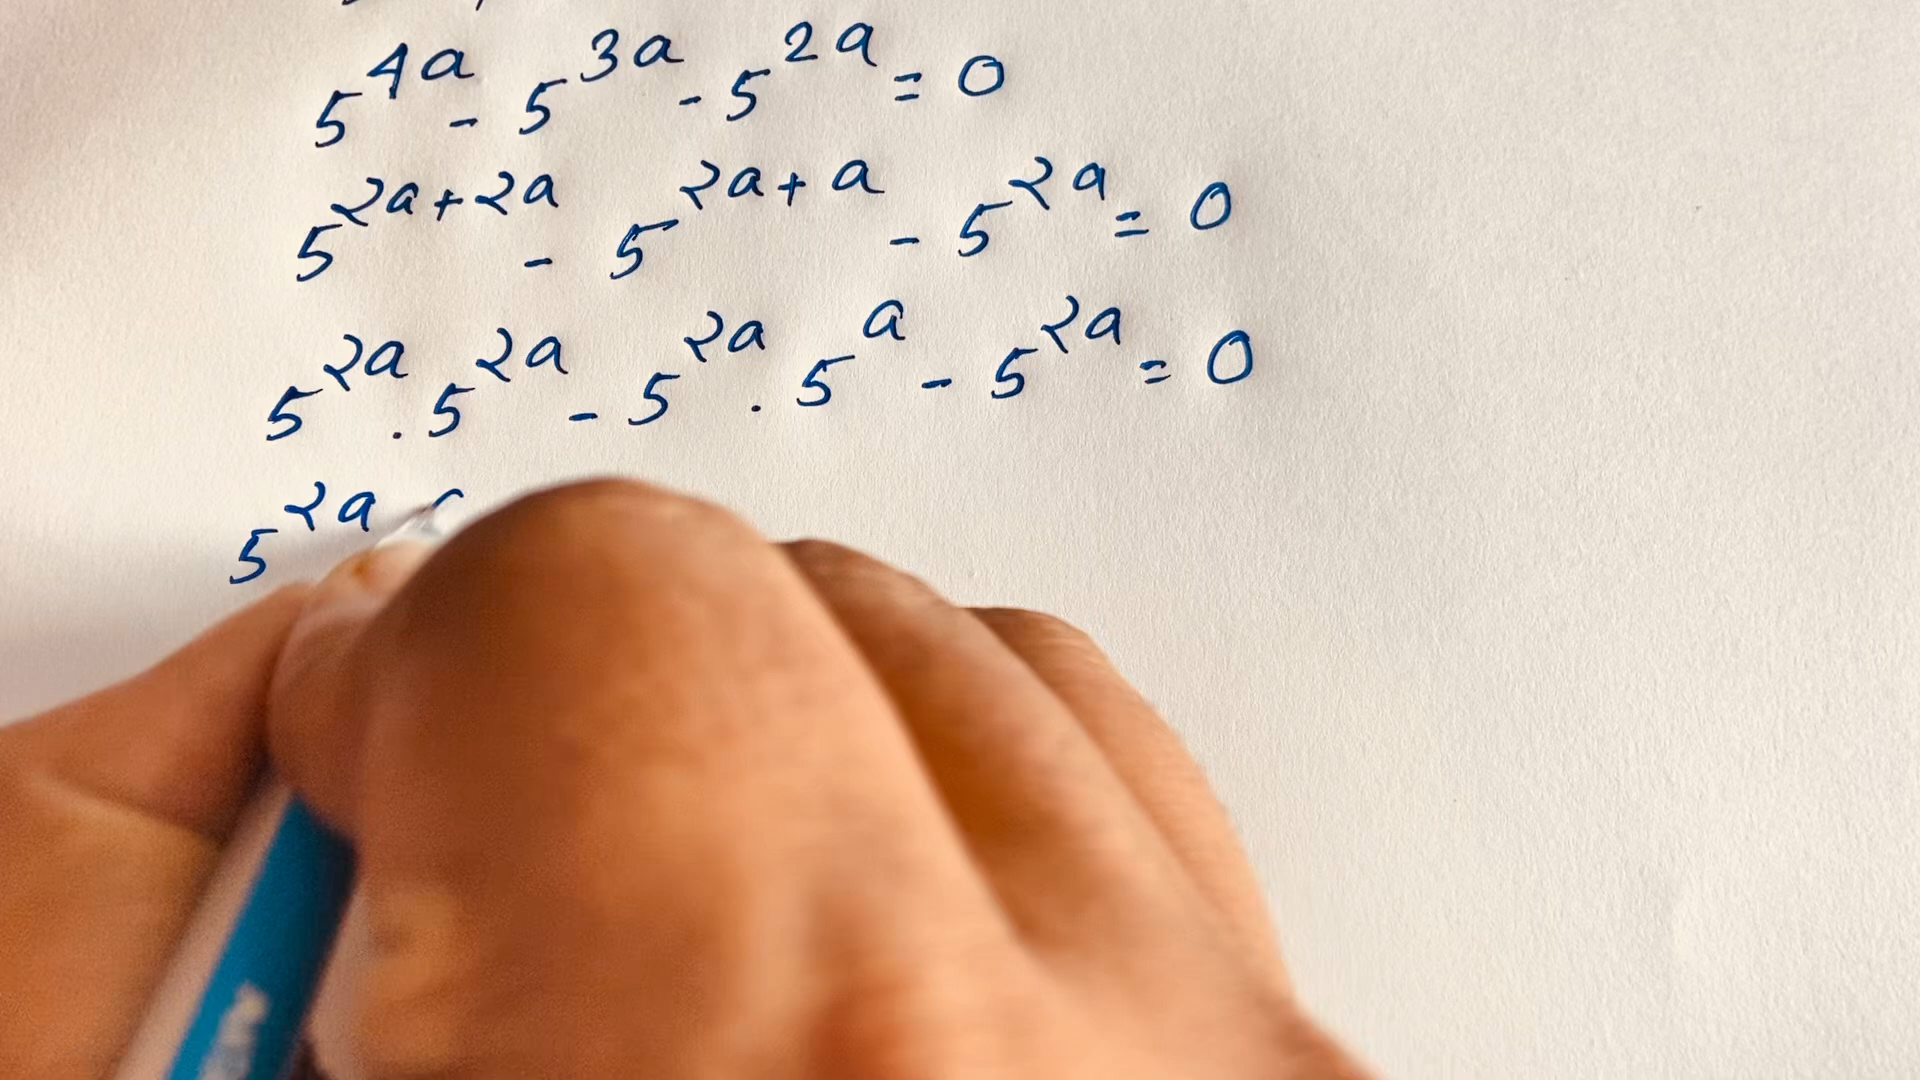 5^{4a} - 5^{3a} - 5^{2a} = 0
5^{2a+2a} - 5^{2a+a} - 5^{2a} = 0
5^{2a} . 5^{2a} - 5^{2a} . 5^{a} - 5^{2a} = 0
5^{2a}